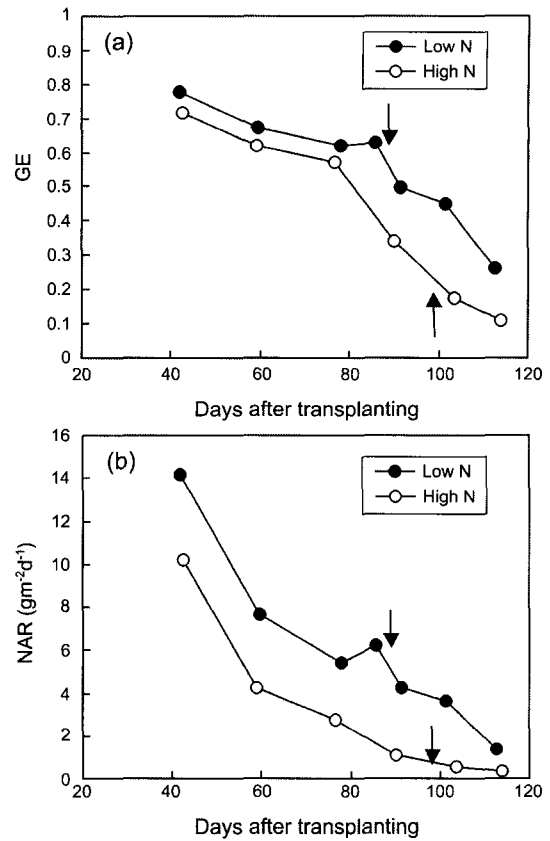 (a)
Low N
High N
GE
1
0.9
0.8
0.7
0.6
0.5
0.4
0.3
0.2
0.1
0
20 40 60 80 100 120
Days after transplanting
(b)
Low N
High N
NAR (gm-2d-1)
16
14
12
10
8
6
4
2
0
20 40 60 80 100 120
Days after transplanting